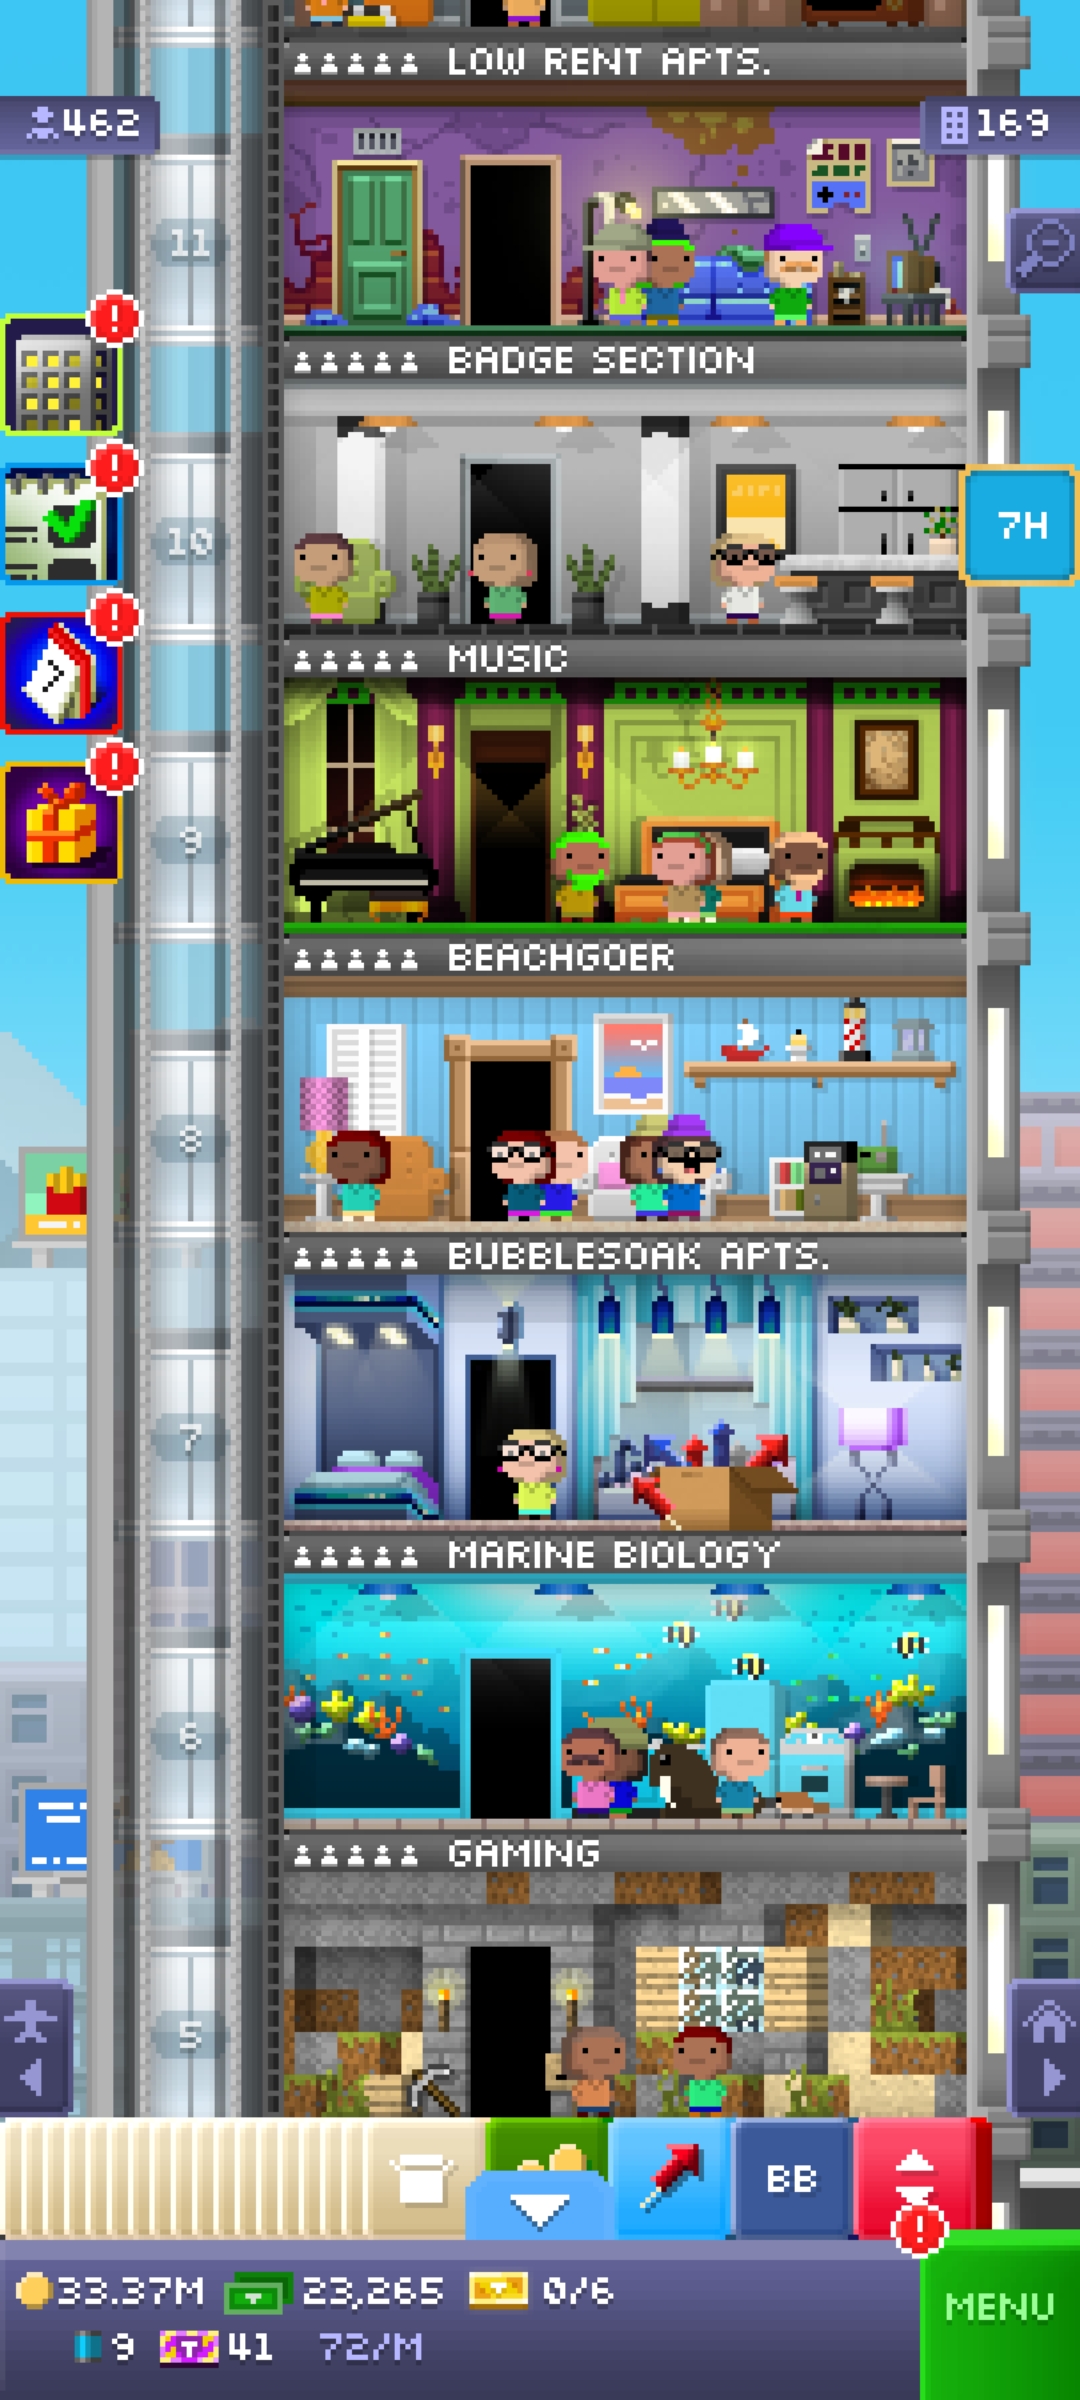 LOW RENT APTS.
462
169
11
BADGE SECTION
10
7H
MUSIC
9
BEACHGOER
8
BUBBLESOAK APTS.
7
MARINE BIOLOGY
6
GAMING
5
BB
33.37M 23,265 0/6
MENU
9 41 72/M